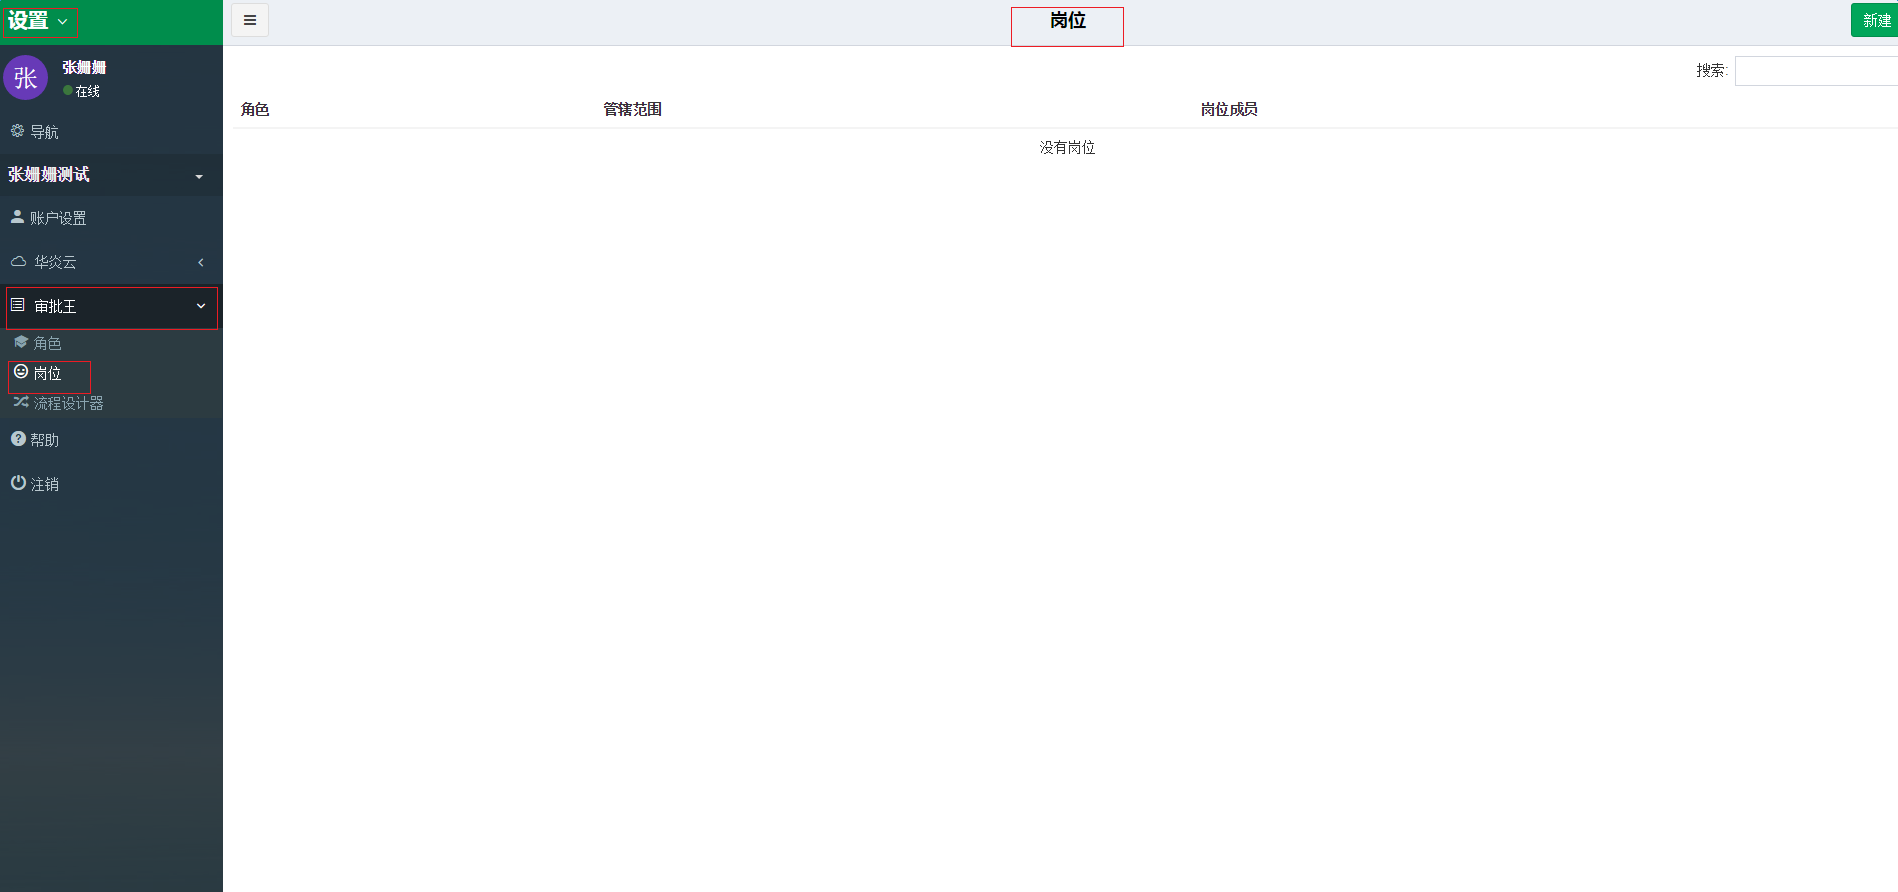 设置
岗位
新建
张
张姗姗
在线
搜索:
角色 管辖范围 岗位成员
没有岗位
导航
张姗姗测试
账户设置
华炎云
审批王
角色
岗位
流程设计器
帮助
注销